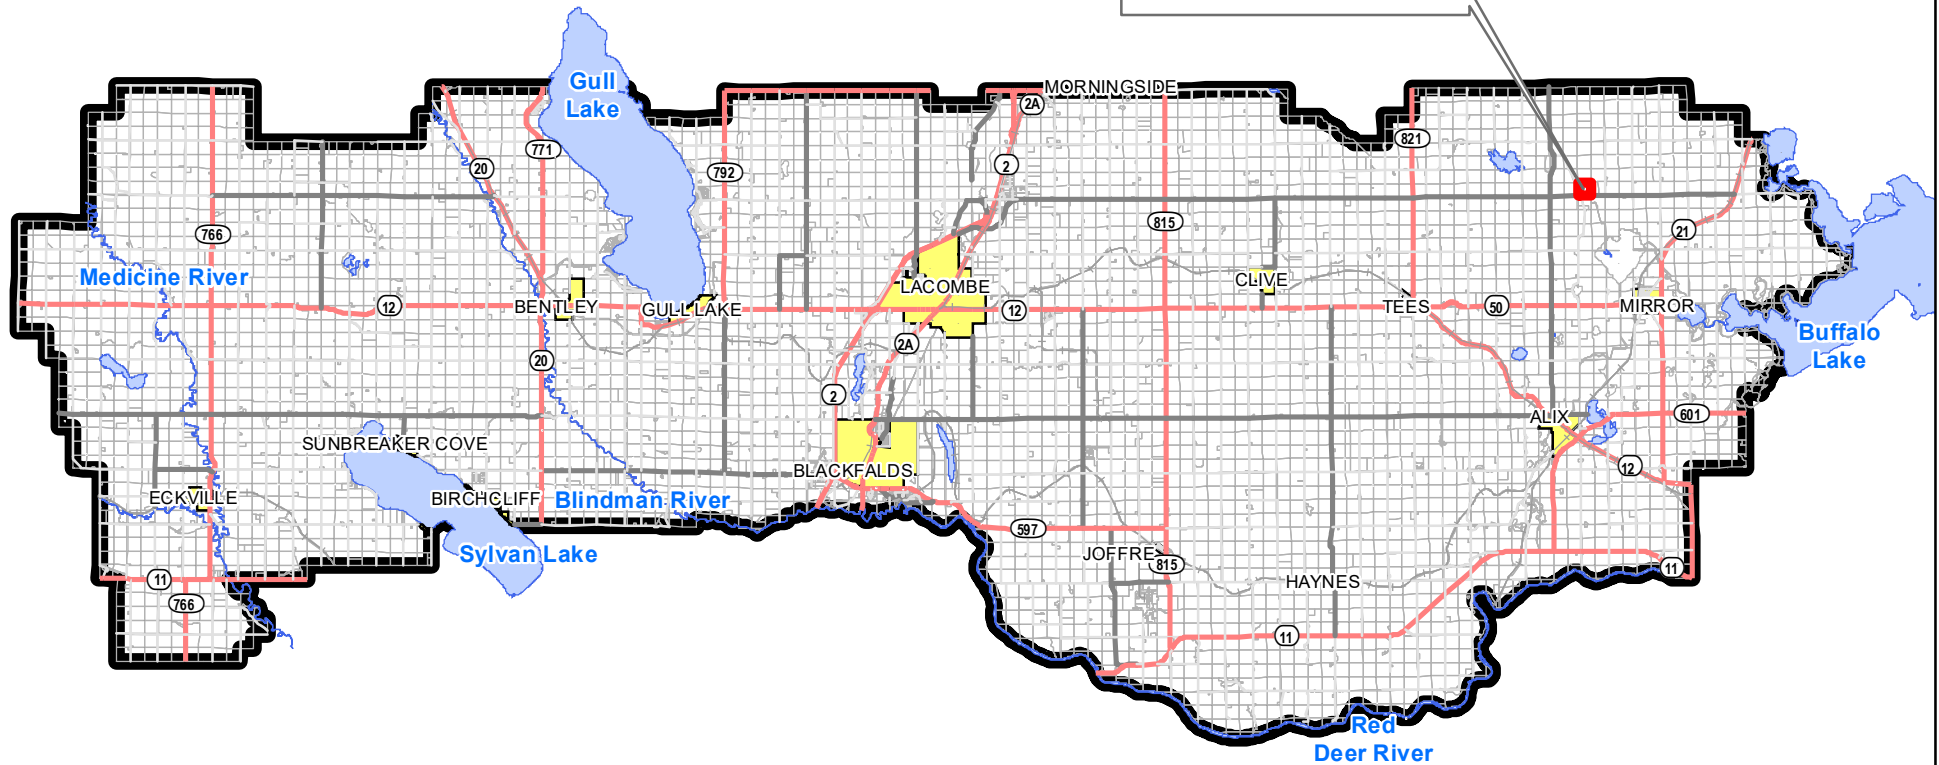 Gull
Lake
MORNINGSIDE
2A
821
771
20
792
2
815
766
21
Medicine River
CLIVE
LACOMBE
12
BENTLEY
GULL LAKE
12
TEES
50
MIRROR
Buffalo
Lake
2A
20
2
601
ALIX
SUNBREAKER COVE
12
BLACKFALDS
ECKVILLE
BIRCHCLIFF
Blindman River
597
Sylvan Lake
JOFFRE
815
11
HAYNES
11
766
11
Red
Deer River